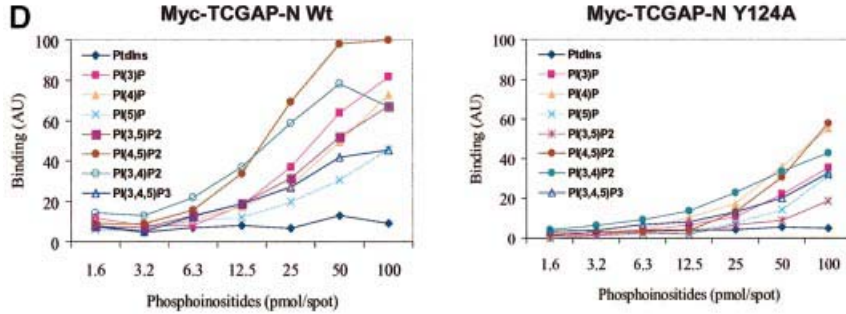 D
Myc-TCGAP-N Wt
Binding (AU)
100
80
60
40
20
0
PtdIns
PI(3)P
PI(4)P
PI(5)P
PI(3,5)P2
PI(4,5)P2
PI(3,4)P2
PI(3,4,5)P3
1.6 3.2 6.3 12.5 25 50 100
Phosphoinositides (pmol/spot)
Myc-TCGAP-N Y124A
Binding (AU)
100
80
60
40
20
0
PtdIns
PI(3)P
PI(4)P
PI(5)P
PI(3,5)P2
PI(4,5)P2
PI(3,4)P2
PI(3,4,5)P3
1.6 3.2 6.3 12.5 25 50 100
Phosphoinositides (pmol/spot)